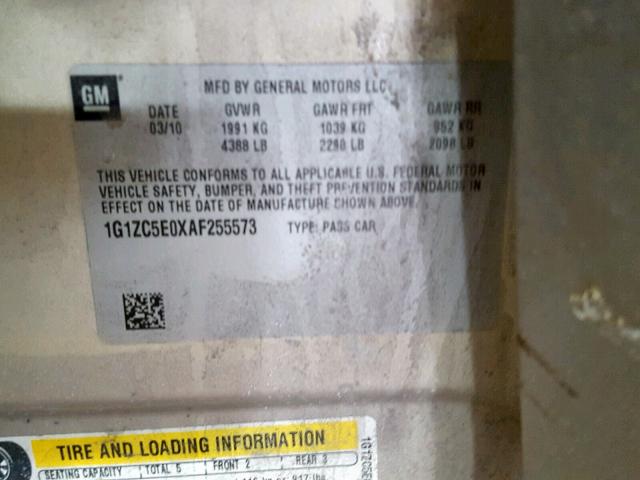 GM
MFD BY GENERAL MOTORS LLC
DATE GVWR GAWR FRT GAWR RR
03/10 1991 KG 1039 KG 952 KG
4388 LB 2290 LB 2098 LB
THIS VEHICLE CONFORMS TO ALL APPLICABLE U.S. FEDERAL MOTOR
VEHICLE SAFETY, BUMPER, AND THEFT PREVENTION STANDARDS IN
EFFECT ON THE DATE OF MANUFACTURE SHOWN ABOVE.
1G1ZC5E0XAF255573 TYPE: PASS CAR
TIRE AND LOADING INFORMATION
SEATING CAPACITY TOTAL 5 FRONT 2 REAR 3
1G1ZC5E